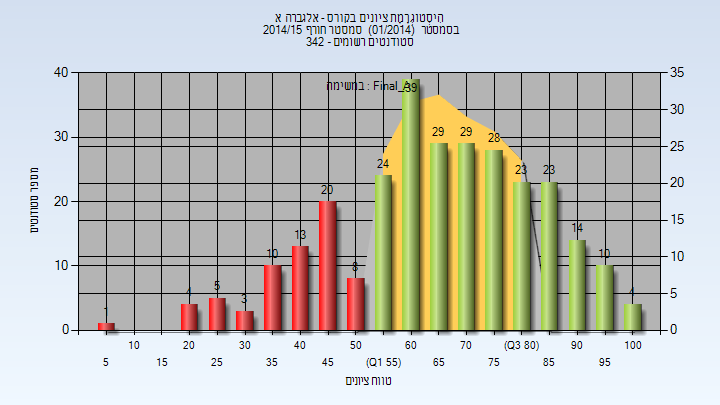 היסטוגרמת ציונים בקורס - אלגברה א
בסמסטר (01/2014) סמסטר חורף 2014/15
סטודנטים רשומים - 342
במשימה : Final_A
40 35
30
30 25
20
20 15
10
10 5
0 0
מספר סטודנטים
1 4 5 3 10 13 20 8 24 39 29 29 28 23 23 14 10 4
10 20 30 40 50 60 70 (Q3 80) 90 100
5 15 25 35 45 (Q1 55) 65 75 85 95
טווח ציונים